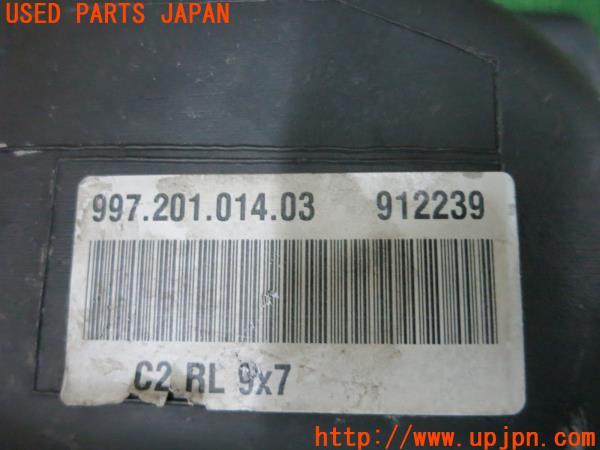 USED PARTS JAPAN
997.201.014.03 912239
C2 RL 9x7
http://www.upjpn.com